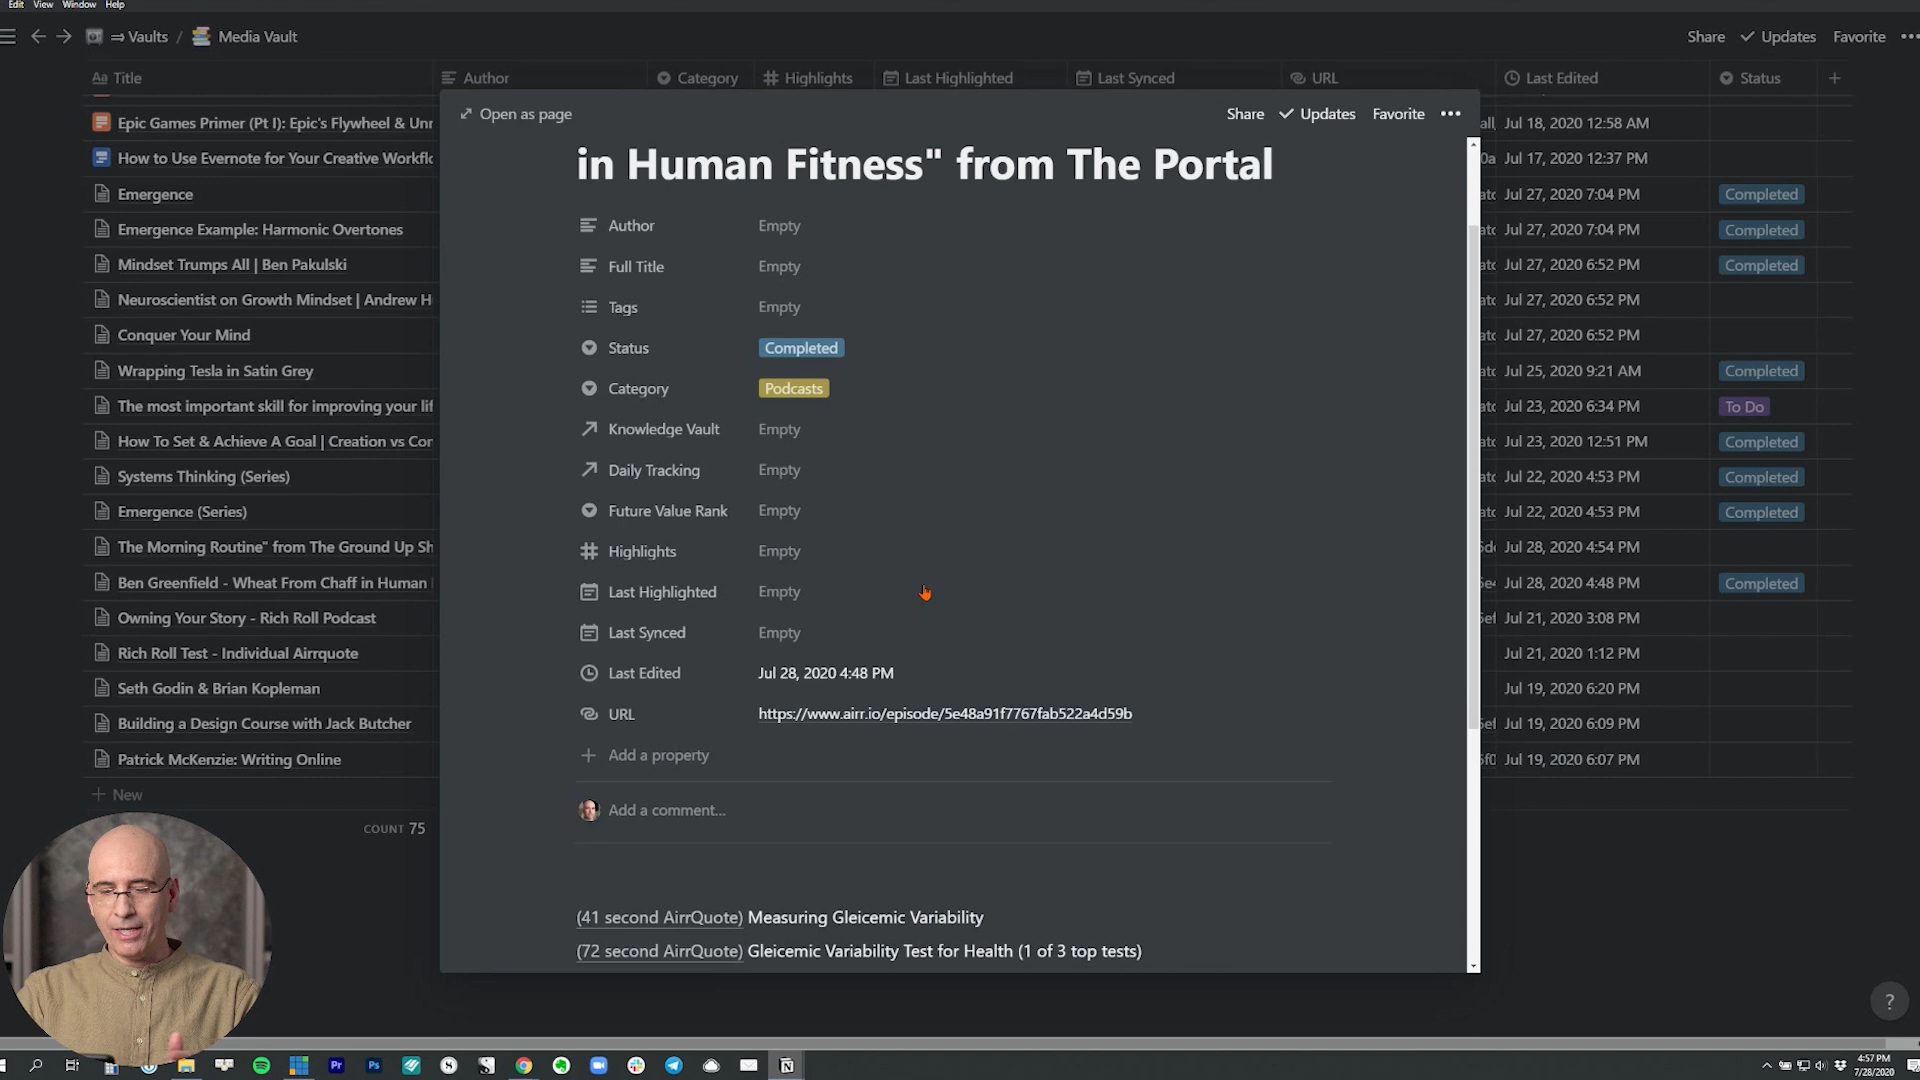 Edit View Window Help
⇒ Vaults / Media Vault Share Updates Favorite
Aa Title Author Category Highlights Last Highlighted Last Synced URL Last Edited Status
Open as page Share Updates Favorite
in Human Fitness" from The Portal
Author Empty
Full Title Empty
Tags Empty
Status Completed
Category Podcasts
Knowledge Vault Empty
Daily Tracking Empty
Future Value Rank Empty
Highlights Empty
Last Highlighted Empty
Last Synced Empty
Last Edited Jul 28, 2020 4:48 PM
URL https://www.airr.io/episode/5e48a91f7767fab522a4d59b
Add a property
Add a comment...
(41 second AirrQuote) Measuring Gleicemic Variability
(72 second AirrQuote) Gleicemic Variability Test for Health (1 of 3 top tests)
Epic Games Primer (Pt I): Epic's Flywheel & Jul 18, 2020 12:58 AM
How to Use Evernote for Your Creative Jul 17, 2020 12:37 PM
Emergence Jul 27, 2020 7:04 PM Completed
Emergence Example: Harmonic Overtones Jul 27, 2020 7:04 PM Completed
Mindset Trumps All | Ben Pakulski Jul 27, 2020 6:52 PM Completed
Neuroscientist on Growth Mindset | Andrew H Jul 27, 2020 6:52 PM
Conquer Your Mind Jul 27, 2020 6:52 PM
Wrapping Tesla in Satin Grey Jul 25, 2020 9:21 AM Completed
The most important skill for improving your lif Jul 23, 2020 6:34 PM To Do
How To Set & Achieve A Goal | Creation vs Con Jul 23, 2020 12:51 PM Completed
Systems Thinking (Series) Jul 22, 2020 4:53 PM Completed
Emergence (Series) Jul 22, 2020 4:53 PM Completed
The Morning Routine" from The Ground Up Sh Jul 28, 2020 4:54 PM
Ben Greenfield - Wheat From Chaff in Human Jul 28, 2020 4:48 PM Completed
Owning Your Story - Rich Roll Podcast Jul 21, 2020 3:08 PM
Rich Roll Test - Individual Airrquote Jul 21, 2020 1:12 PM
Seth Godin & Brian Kopleman Jul 19, 2020 6:20 PM
Building a Design Course with Jack Butcher Jul 19, 2020 6:09 PM
Patrick McKenzie: Writing Online Jul 19, 2020 6:07 PM
New
COUNT 75
?
Pr Ps
4:57 PM
7/28/2020